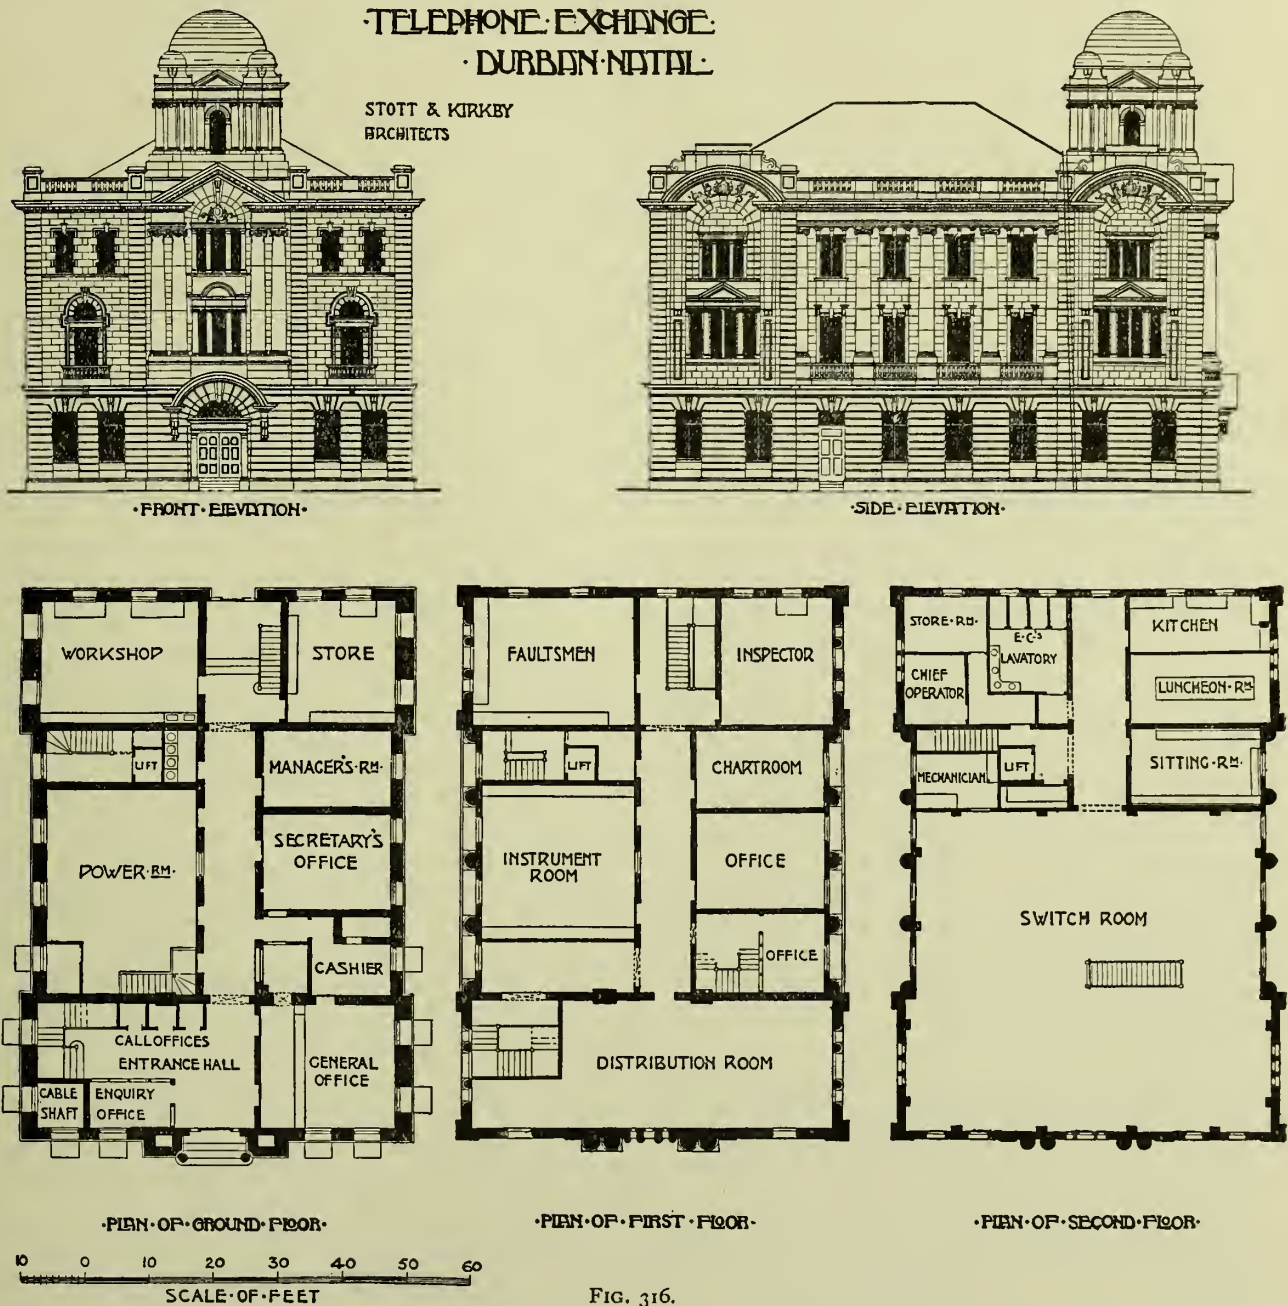 ·TELEPHONE·EXCHANGE·
·DURBAN·NATAL·
STOTT & KIRKBY
ARCHITECTS
·FRONT·ELEVATION·
·SIDE·ELEVATION·
WORKSHOP
STORE
LIFT
MANAGER'S·RM·
SECRETARY'S
OFFICE
POWER·RM·
CASHIER
CALL OFFICES
ENTRANCE HALL
GENERAL
OFFICE
CABLE
SHAFT
ENQUIRY
OFFICE
·PLAN·OF·GROUND·FLOOR·
FAULTSMEN
INSPECTOR
LIFT
CHARTROOM
INSTRUMENT
ROOM
OFFICE
OFFICE
DISTRIBUTION ROOM
·PLAN·OF·FIRST·FLOOR·
STORE·RM·
E·C's
LAVATORY
KITCHEN
CHIEF
OPERATOR
LUNCHEON·RM·
MECHANICIAN
LIFT
SITTING·RM·
SWITCH ROOM
·PLAN·OF·SECOND·FLOOR·
10 0 10 20 30 40 50 60
SCALE·OF·FEET
FIG. 316.